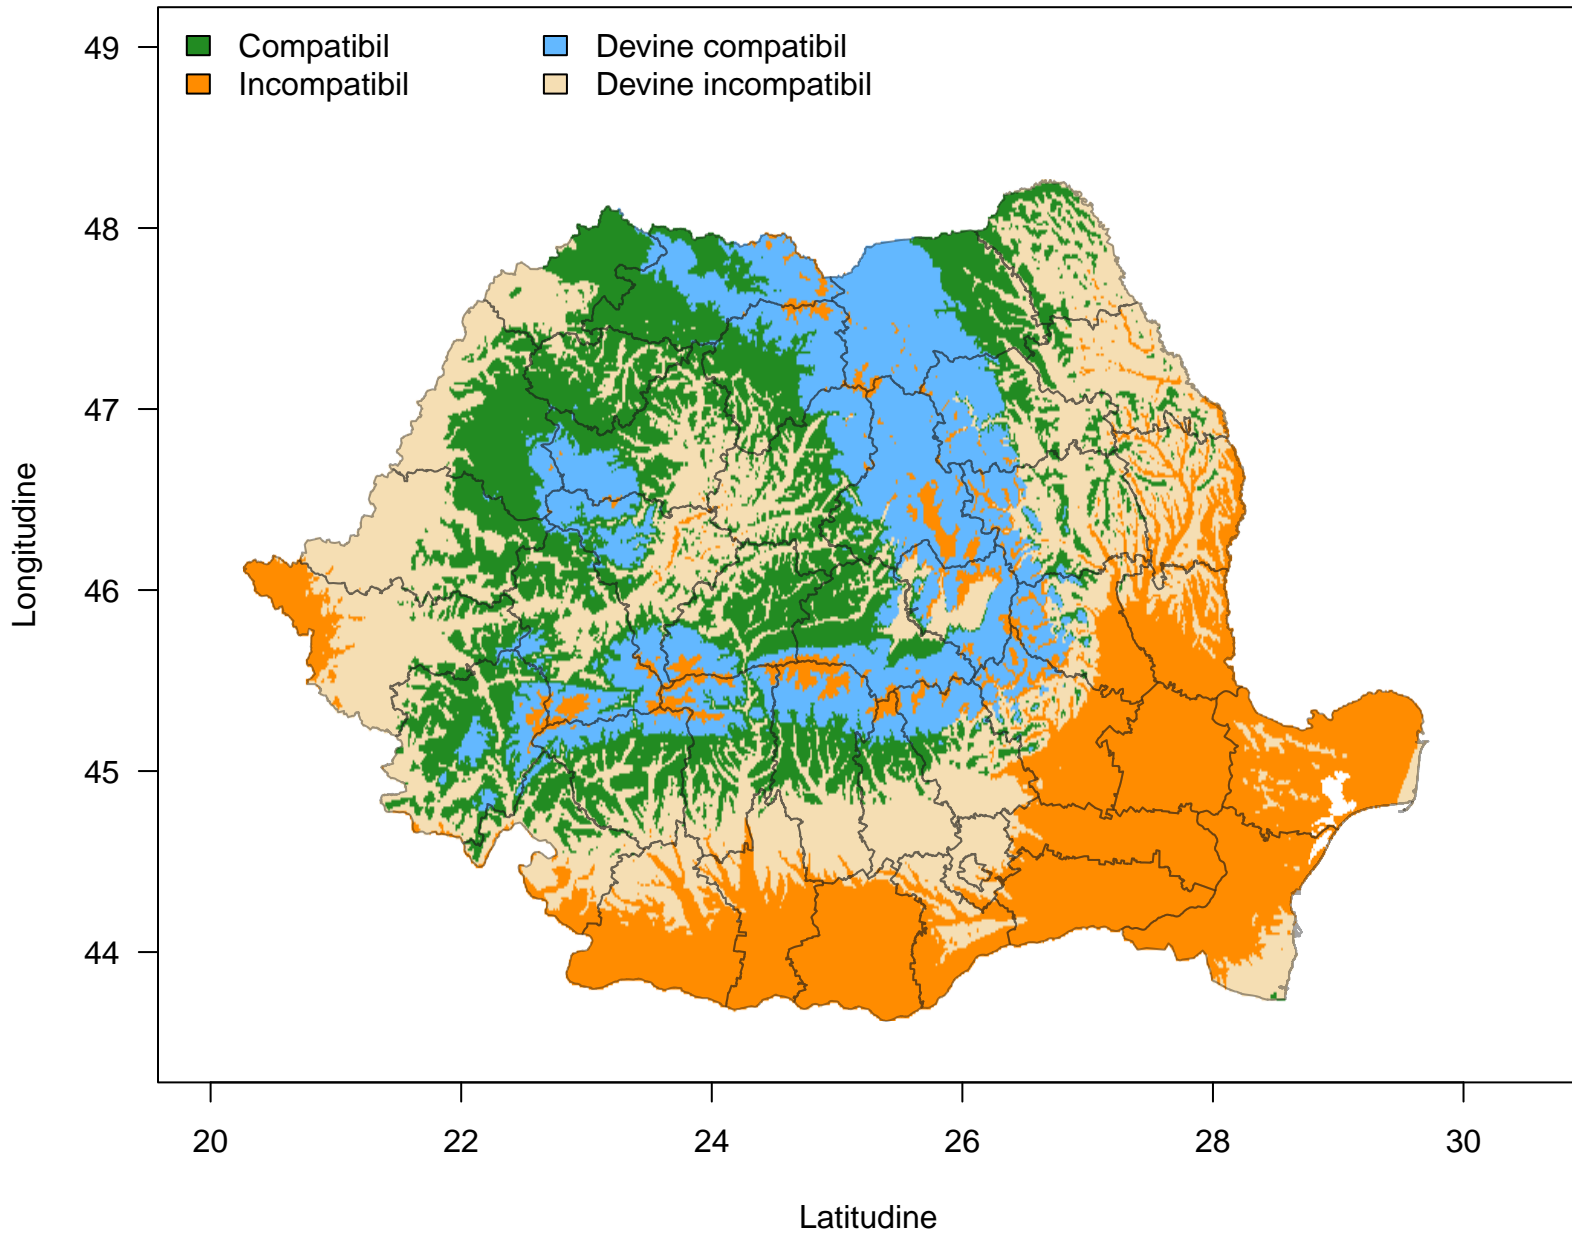 Compatibil
Devine compatibil
Incompatibil
Devine incompatibil
49
48
47
46
45
44
Longitudine
20 22 24 26 28 30
Latitudine